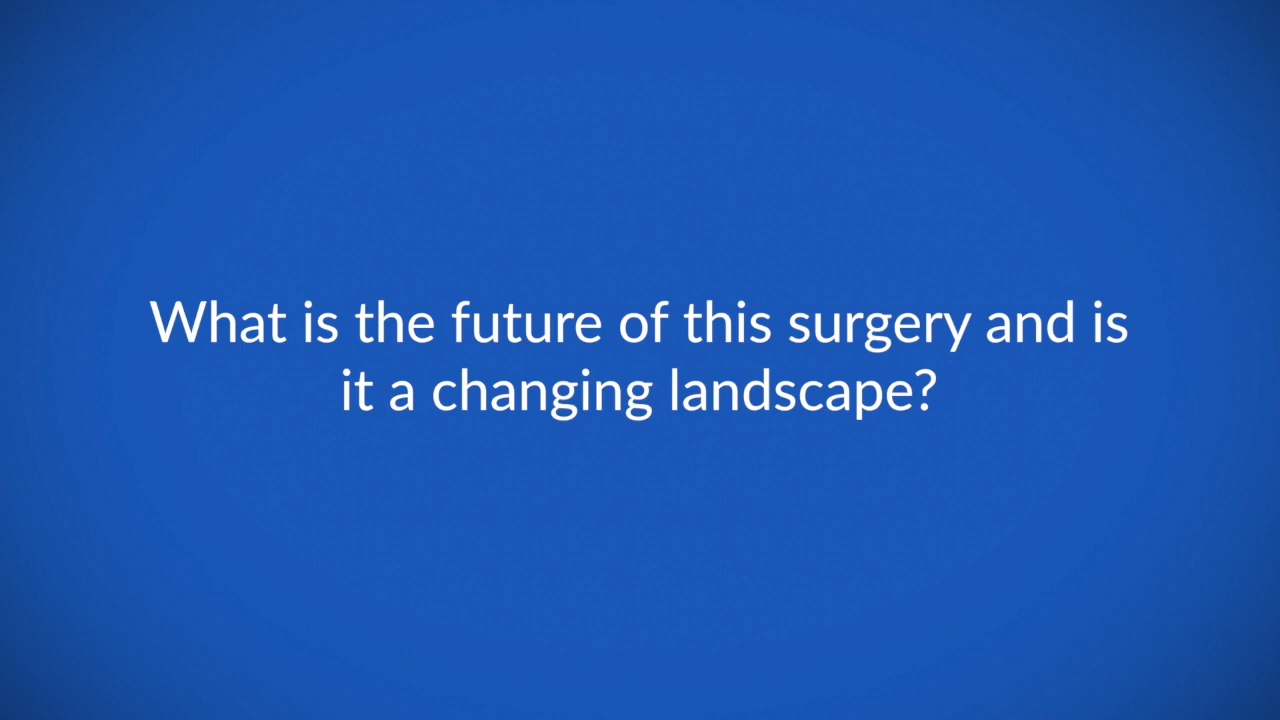 What is the future of this surgery and is
it a changing landscape?